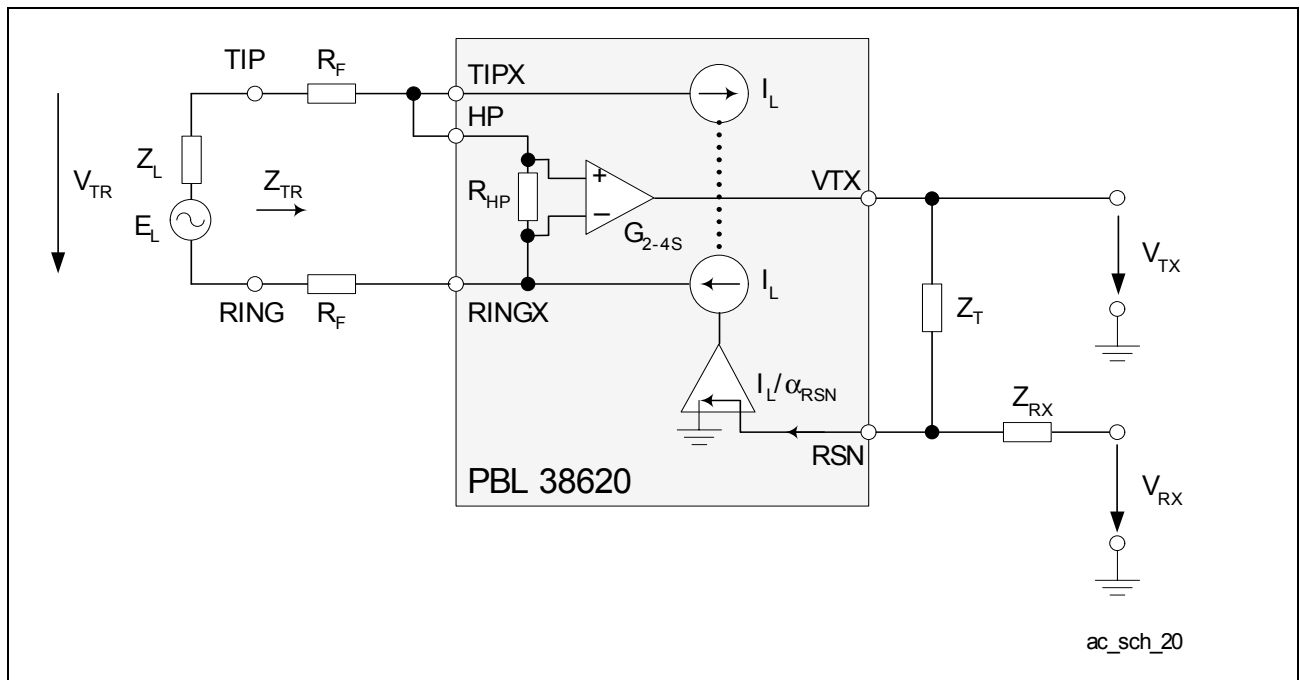 TIP
R_F
TIPX
I_L
HP
Z_L
V_TR
Z_TR
R_HP
+
−
VTX
E_L
G_2-4S
V_TX
I_L
RING
R_F
RINGX
Z_T
I_L/α_RSN
Z_RX
RSN
PBL 38620
V_RX
ac_sch_20